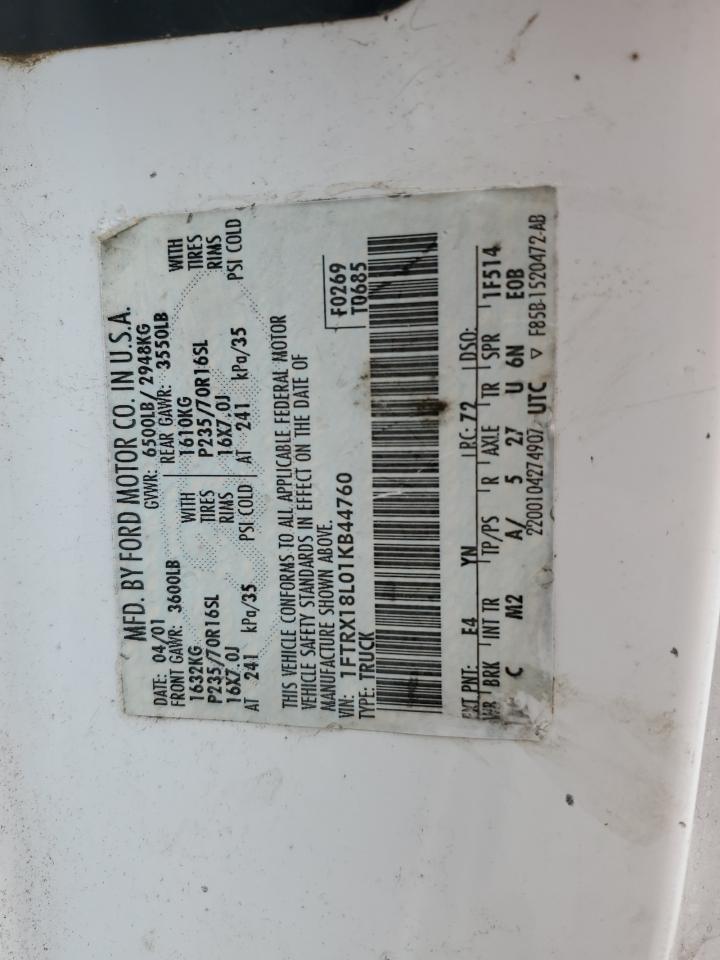 MFD. BY FORD MOTOR CO. IN U.S.A.
DATE: 04/01 GVWR: 6500LB/ 2948KG
FRONT GAWR: 3600LB REAR GAWR: 3550LB
1632KG WITH 1610KG WITH
P235/70R16SL TIRES P235/70R16SL TIRES
16X7.0J RIMS 16X7.0J RIMS
AT 241 kPa/35 PSI COLD AT 241 kPa/35 PSI COLD
THIS VEHICLE CONFORMS TO ALL APPLICABLE FEDERAL MOTOR
VEHICLE SAFETY STANDARDS IN EFFECT ON THE DATE OF
MANUFACTURE SHOWN ABOVE.
VIN: 1FTRX18L01KB44760 F0269
TYPE: TRUCK T0685
EXT PNT: E4 YN RC: 72 DSO: 1F514
WB BRK INT TR TP/PS R AXLE TR SPR
C M2 A/ 5 27 U 6N E0B
2200104274907 UTC ▽ F85B-1520472-AB